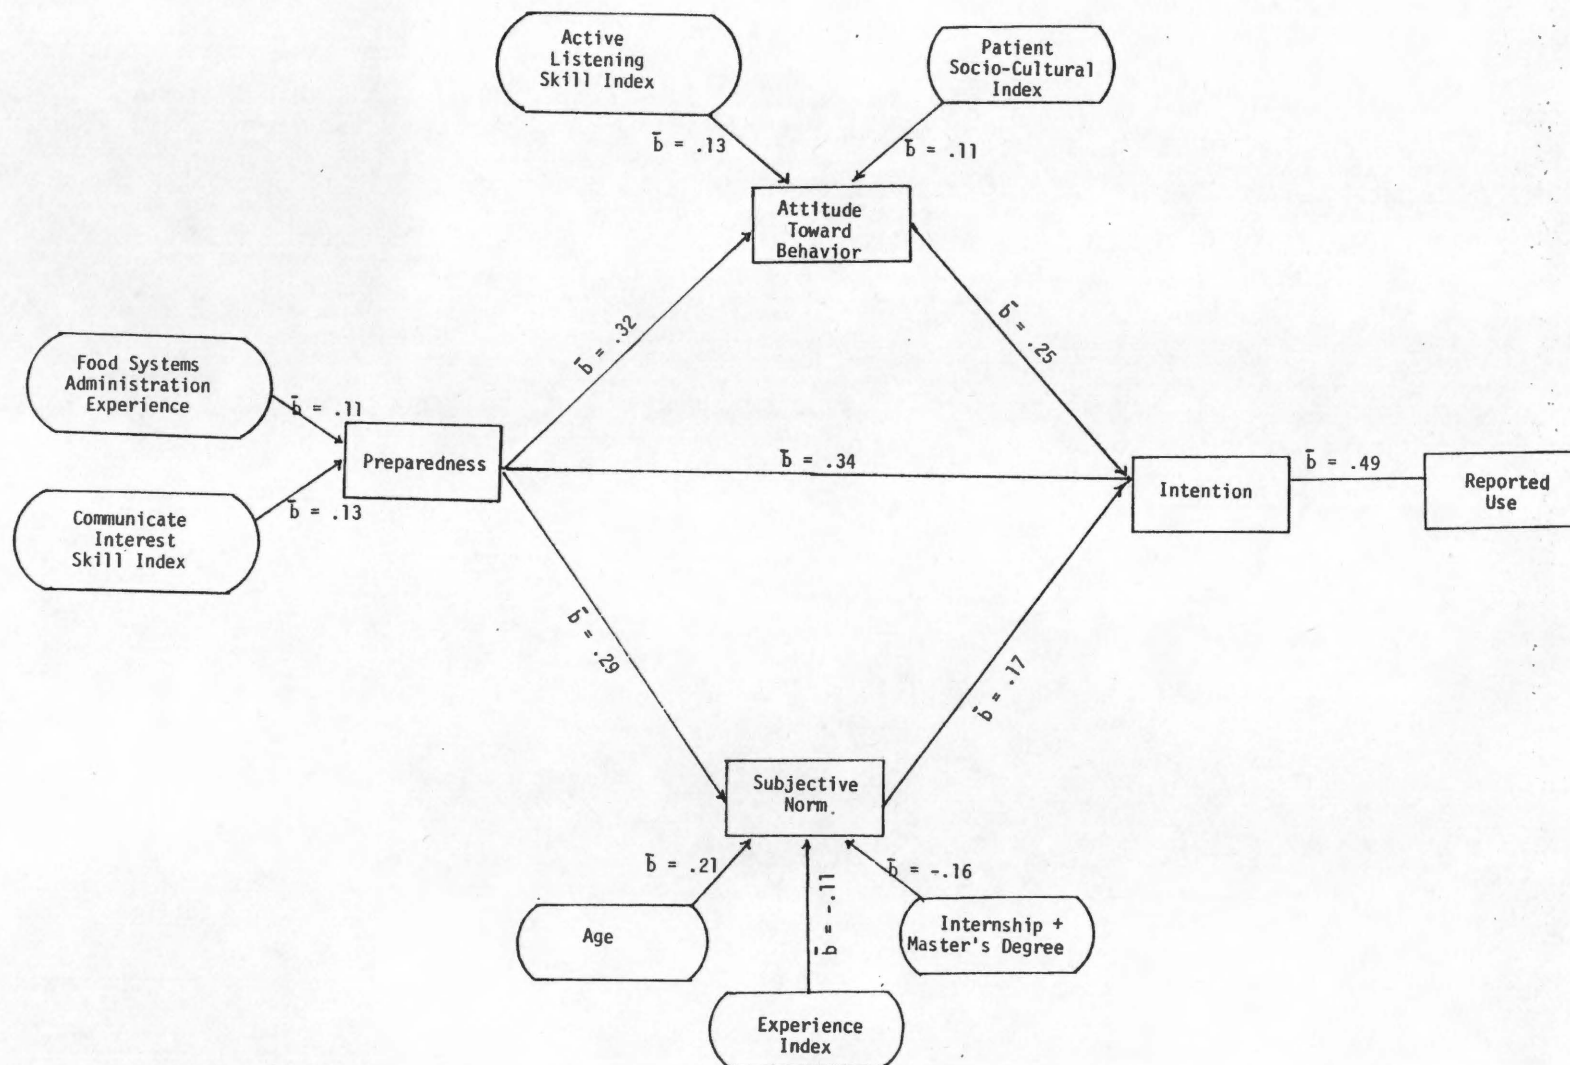 Active
Listening
Skill Index
Patient
Socio-Cultural
Index
b̄ = .13
b̄ = .11
Attitude
Toward
Behavior
b̄ = .32
b̄ = .25
Food Systems
Administration
Experience
b̄ = .11
Preparedness
b̄ = .34
Intention
b̄ = .49
Reported
Use
Communicate
Interest
Skill Index
b̄ = .13
b̄ = .29
b̄ = .17
Subjective
Norm
b̄ = .21
b̄ = -.11
b̄ = -.16
Age
Internship +
Master's Degree
Experience
Index